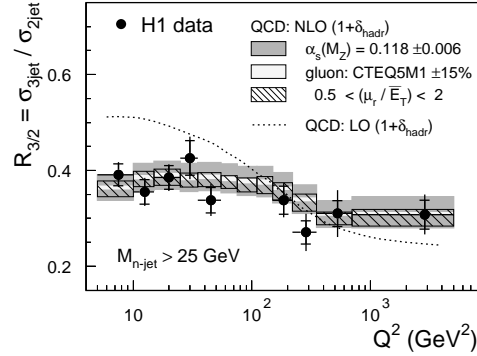 H1 data
QCD: NLO (1+δhadr)
αs(MZ) = 0.118 ±0.006
gluon: CTEQ5M1 ±15%
0.5 < (μr / E̅T) < 2
QCD: LO (1+δhadr)
R3/2 = σ3jet / σ2jet
0.6
0.4
0.2
Mn-jet > 25 GeV
10
10²
10³
Q² (GeV²)